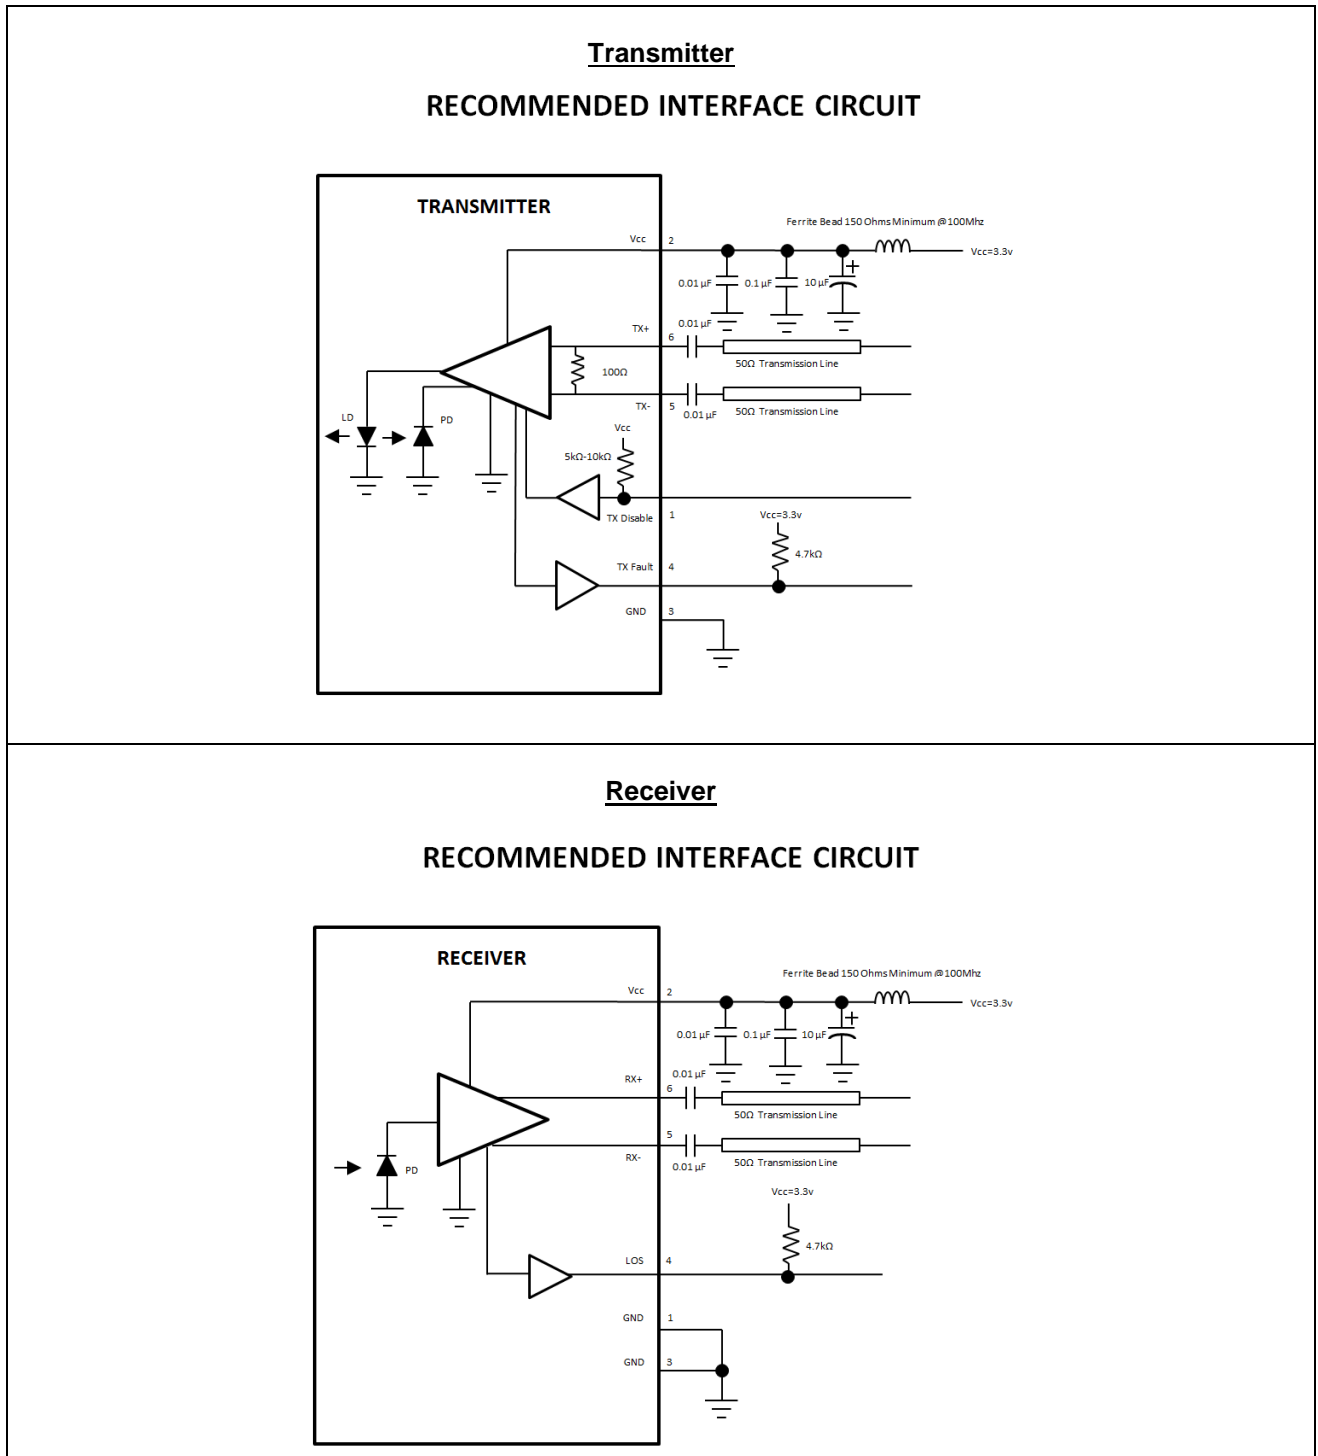 Transmitter
RECOMMENDED INTERFACE CIRCUIT
TRANSMITTER
Ferrite Bead 150 Ohms Minimum @100Mhz
Vcc 2
Vcc=3.3v
0.01 µF 0.1 µF 10 µF +
0.01 µF
TX+ 6
50Ω Transmission Line
100Ω
TX- 5
0.01 µF
50Ω Transmission Line
LD
PD
Vcc
5kΩ-10kΩ
TX Disable 1
Vcc=3.3v
4.7kΩ
TX Fault 4
GND 3
Receiver
RECOMMENDED INTERFACE CIRCUIT
RECEIVER
Ferrite Bead 150 Ohms Minimum @100Mhz
Vcc 2
Vcc=3.3v
0.01 µF 0.1 µF 10 µF +
0.01 µF
RX+ 6
50Ω Transmission Line
5
RX-
0.01 µF
50Ω Transmission Line
PD
Vcc=3.3v
4.7kΩ
LOS 4
GND 1
GND 3